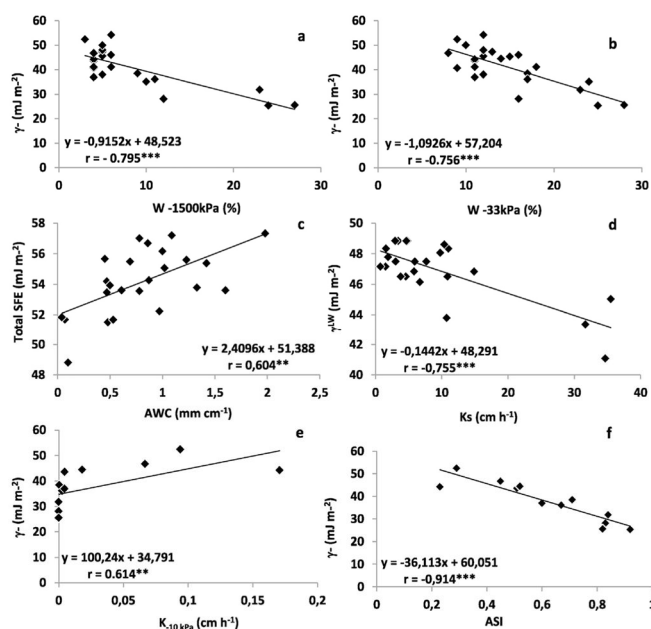 a
γ- (mJ m-2)
60
50
40
30
20
10
0
y = -0,9152x + 48,523
r = - 0.795***
0
10
20
30
W -1500kPa (%)
b
γ- (mJ m-2)
60
50
40
30
20
10
0
y = -1,0926x + 57,204
r = -0.756***
0
10
20
30
W -33kPa (%)
c
Total SFE (mJ m-2)
58
56
54
52
50
48
y = 2,4096x + 51,388
r = 0,604**
0
0,5
1
1,5
2
2,5
AWC (mm cm-1)
d
γLW (mJ m-2)
50
48
46
44
42
40
y = -0,1442x + 48,291
r = -0,755***
0
10
20
30
40
Ks (cm h-1)
e
γ- (mJ m-2)
60
50
40
30
20
10
0
y = 100,24x + 34,791
r = 0.614**
0
0,05
0,1
0,15
0,2
K-10 kPa (cm h-1)
f
γ- (mJ m-2)
60
50
40
30
20
10
0
y = -36,113x + 60,051
r = -0,914***
0
0,2
0,4
0,6
0,8
1
ASI